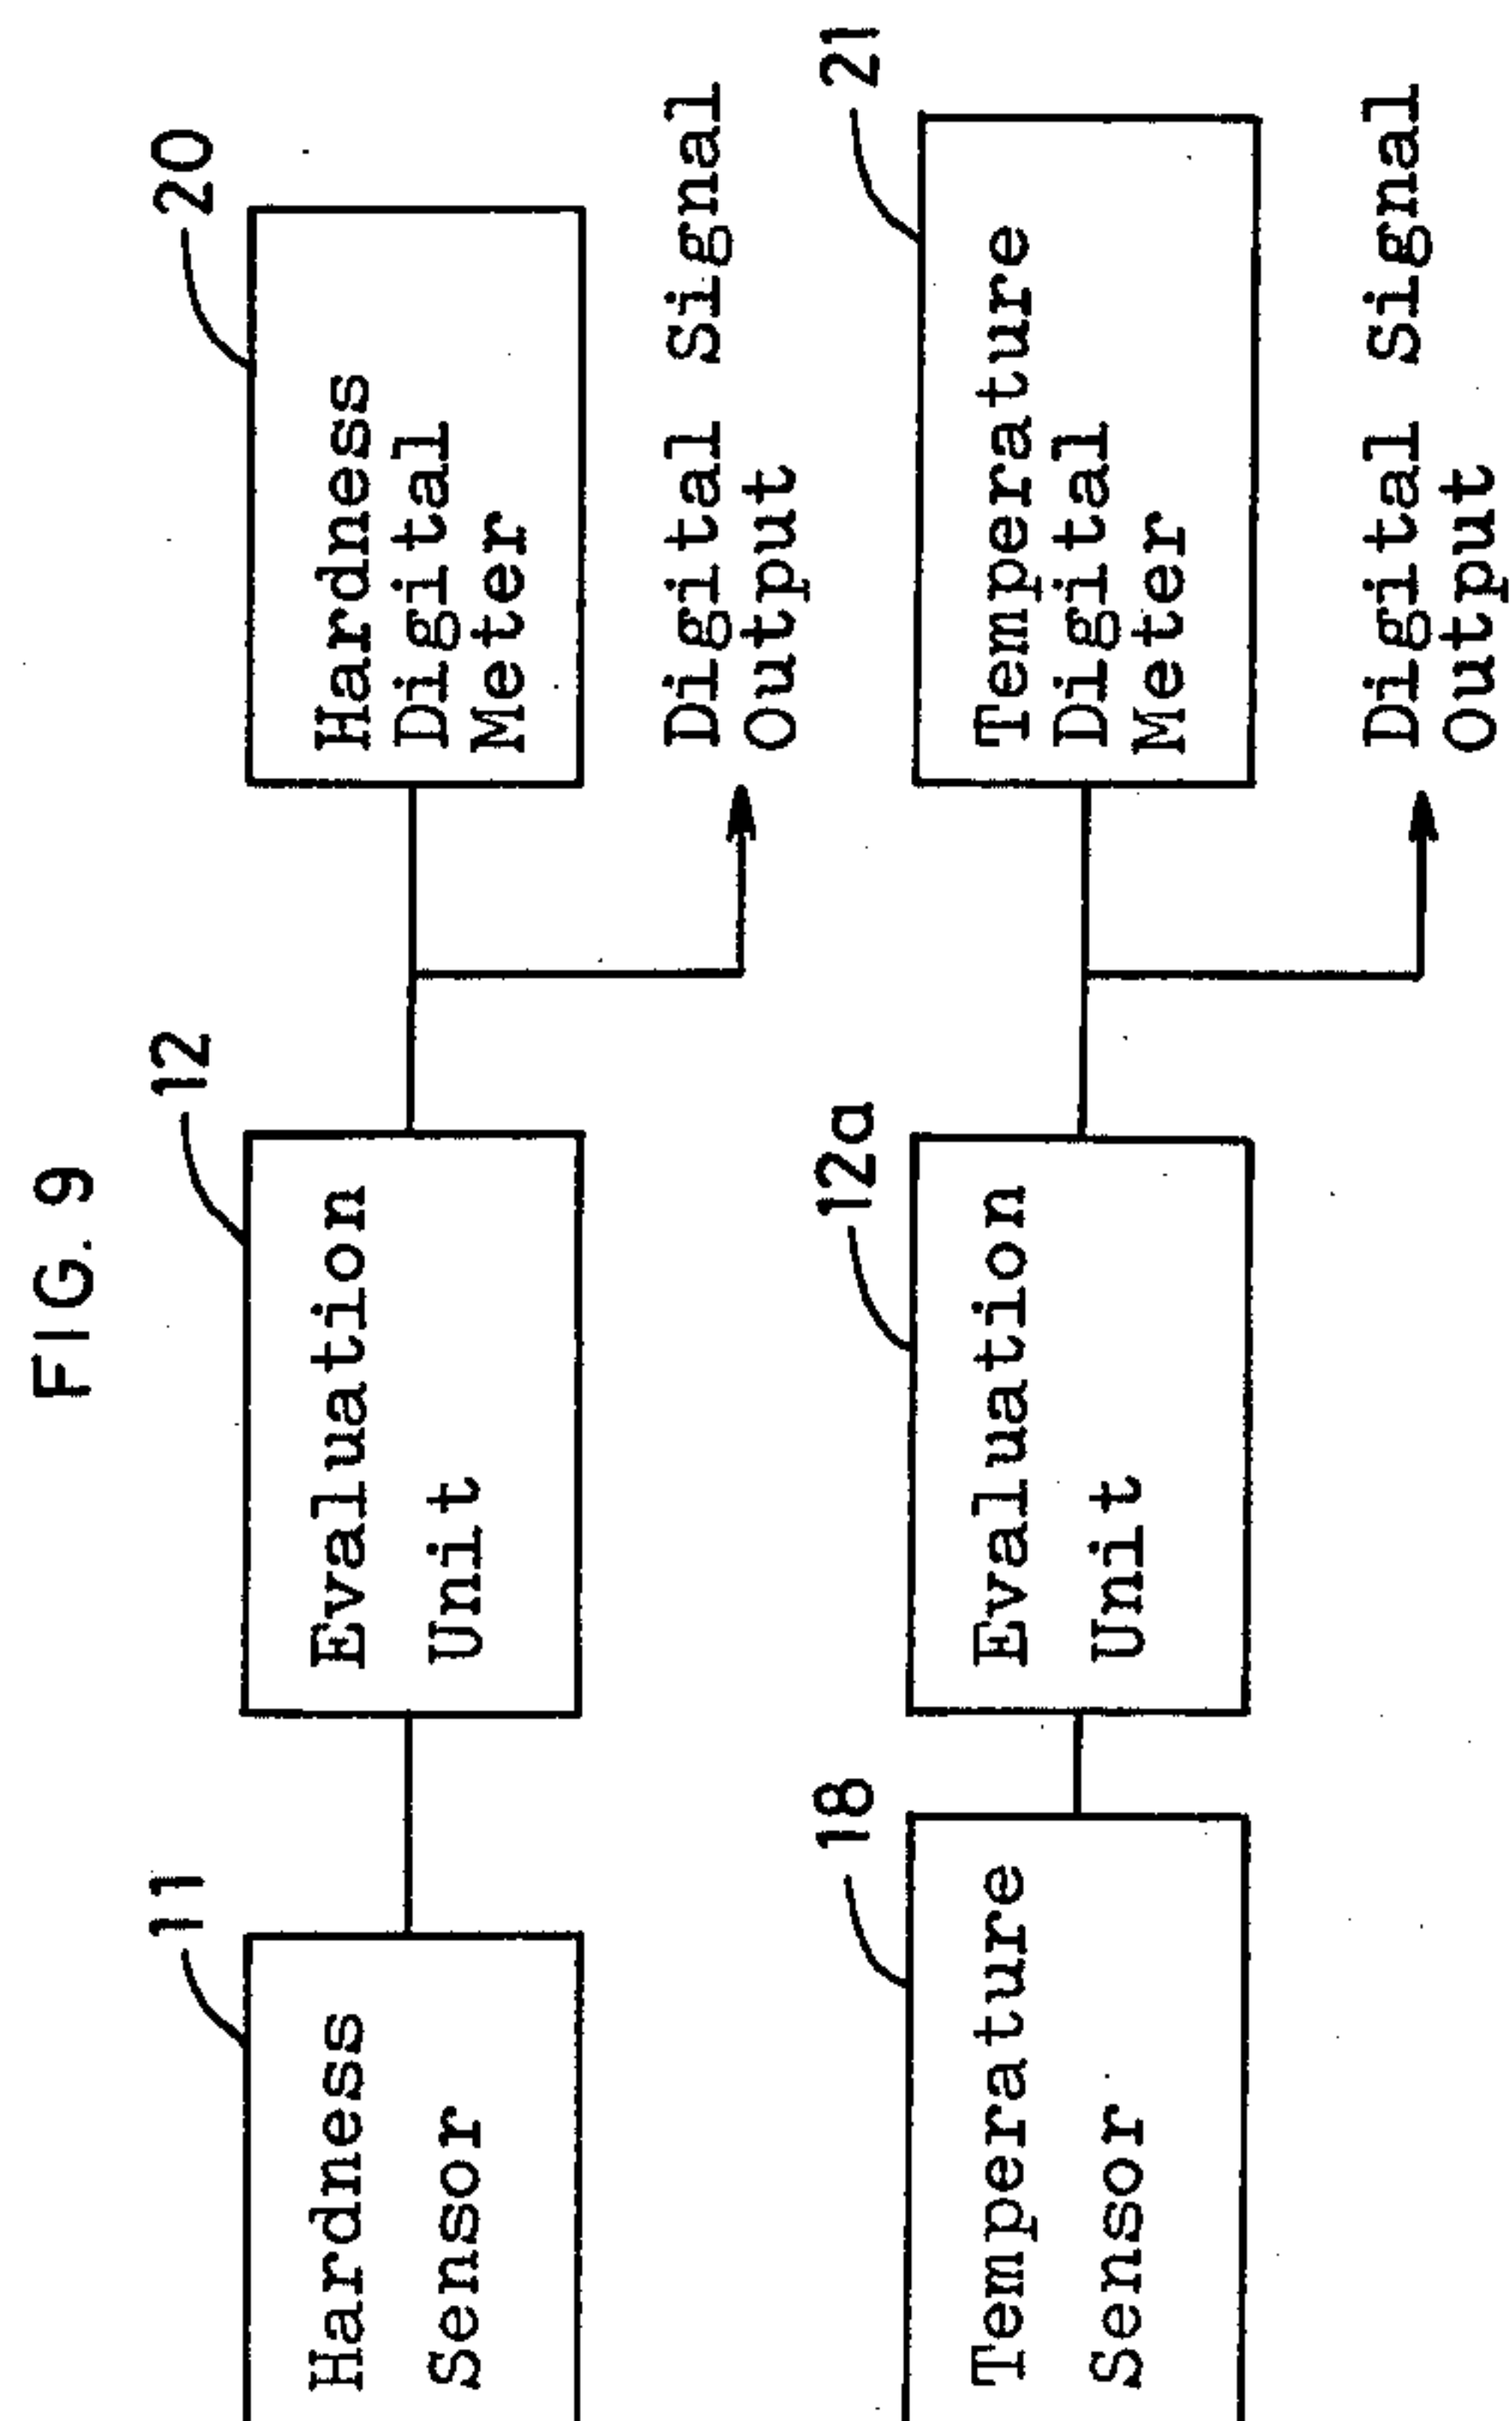 FIG. 9
11
Hardness
Sensor
12
Evaluation
Unit
20
Hardness
Digital
Meter
Digital Signal
Output
18
Temperature
Sensor
12a
Evaluation
Unit
21
Temperature
Digital
Meter
Digital Signal
Output